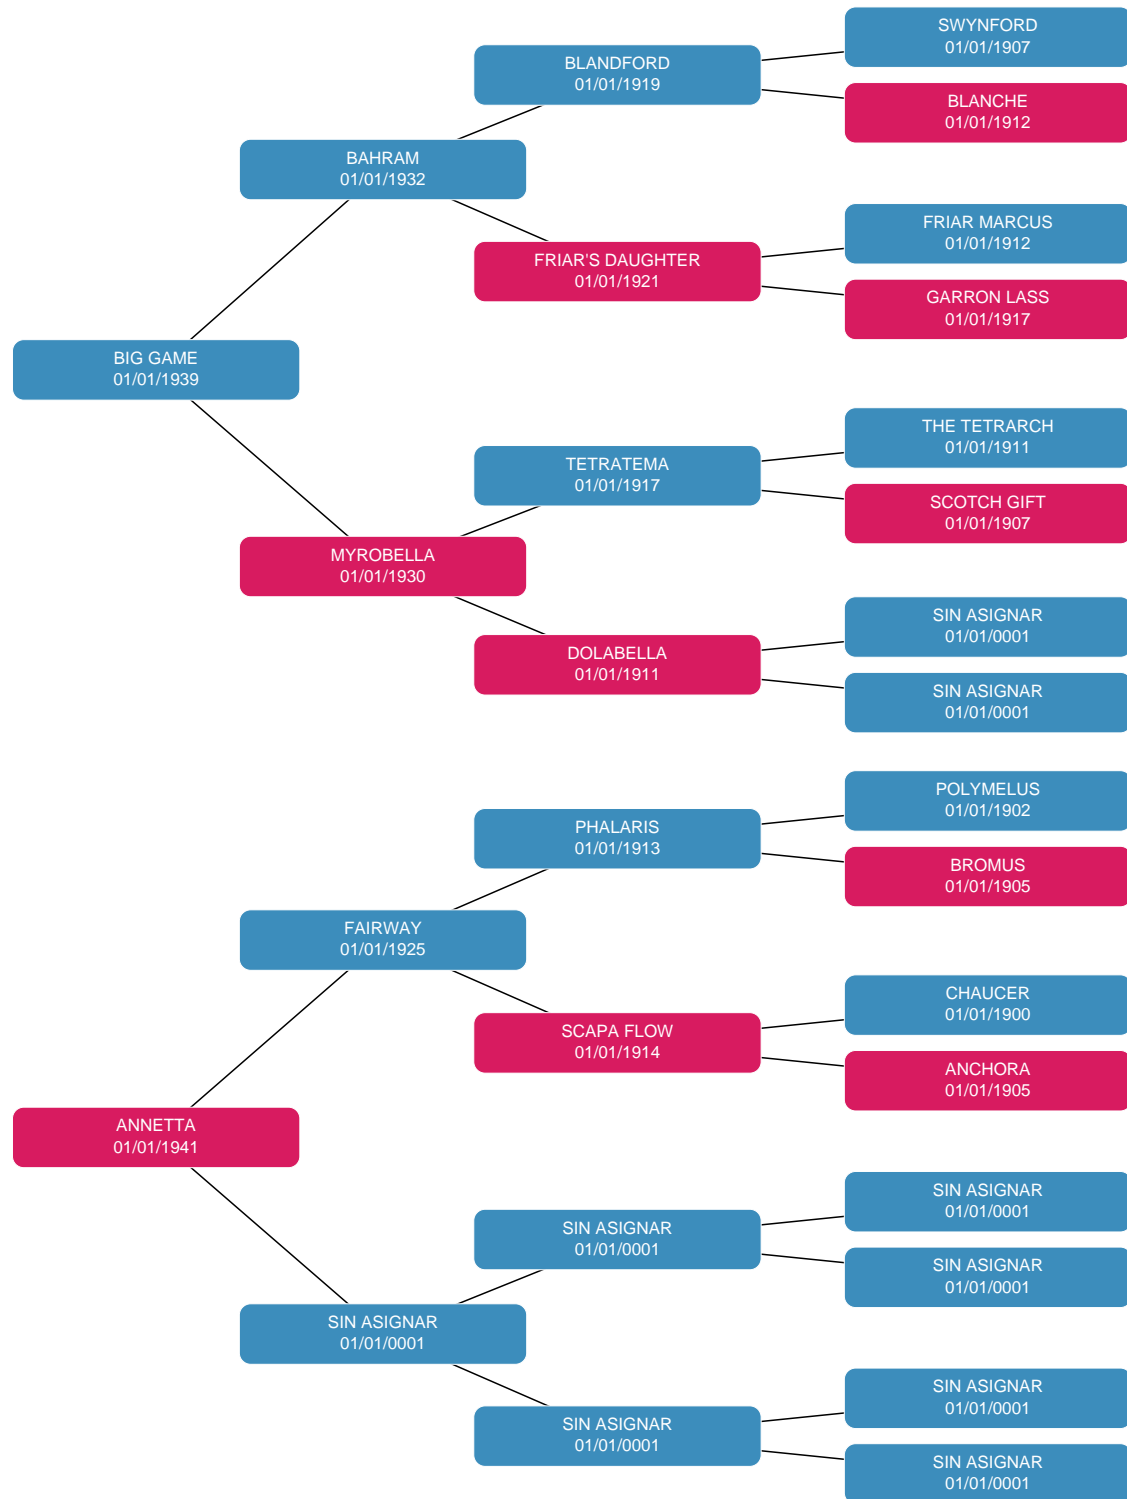 SWYNFORD
01/01/1907
BLANDFORD
01/01/1919
BLANCHE
01/01/1912
BAHRAM
01/01/1932
FRIAR MARCUS
01/01/1912
FRIAR'S DAUGHTER
01/01/1921
GARRON LASS
01/01/1917
BIG GAME
01/01/1939
THE TETRARCH
01/01/1911
TETRATEMA
01/01/1917
SCOTCH GIFT
01/01/1907
MYROBELLA
01/01/1930
SIN ASIGNAR
01/01/0001
DOLABELLA
01/01/1911
SIN ASIGNAR
01/01/0001
POLYMELUS
01/01/1902
PHALARIS
01/01/1913
BROMUS
01/01/1905
FAIRWAY
01/01/1925
CHAUCER
01/01/1900
SCAPA FLOW
01/01/1914
ANCHORA
01/01/1905
ANNETTA
01/01/1941
SIN ASIGNAR
01/01/0001
SIN ASIGNAR
01/01/0001
SIN ASIGNAR
01/01/0001
SIN ASIGNAR
01/01/0001
SIN ASIGNAR
01/01/0001
SIN ASIGNAR
01/01/0001
SIN ASIGNAR
01/01/0001